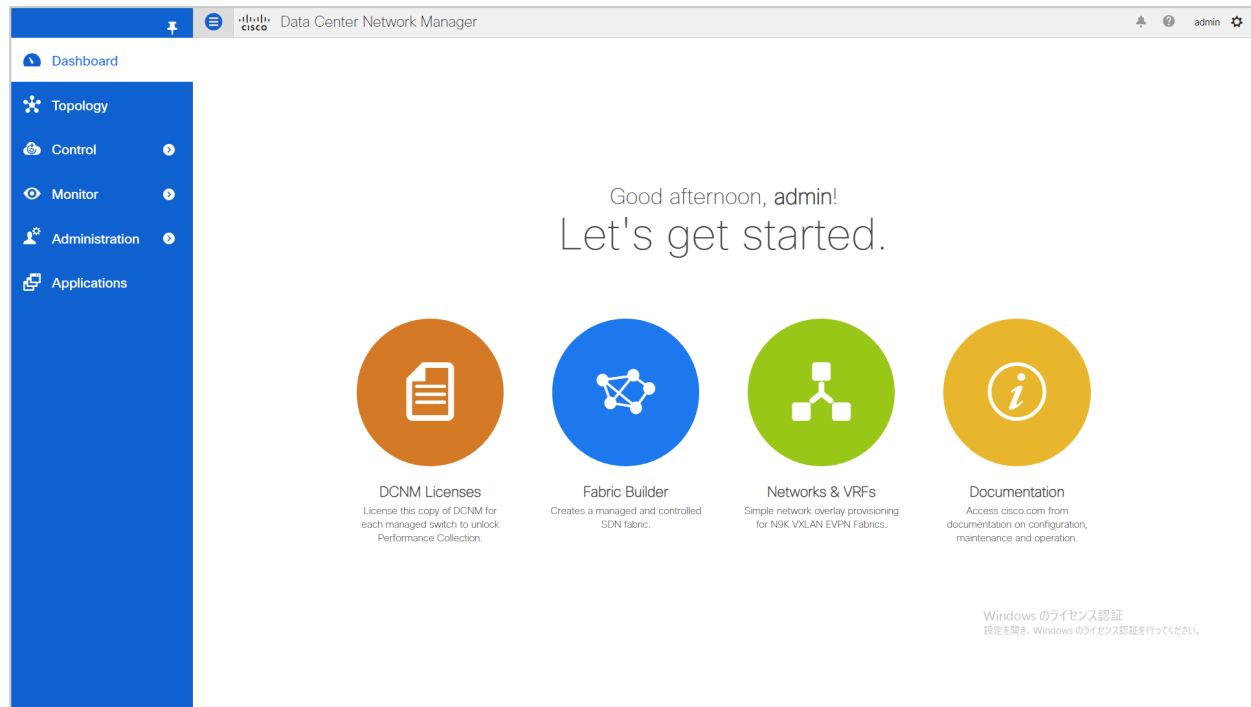 cisco Data Center Network Manager
admin
Dashboard
Topology
Control
Monitor
Administration
Applications
Good afternoon, admin!
Let's get started.
DCNM Licenses
License this copy of DCNM for
each managed switch to unlock
Performance Collection.
Fabric Builder
Creates a managed and controlled
SDN fabric.
Networks & VRFs
Simple network overlay provisioning
for N9K VXLAN EVPN Fabrics.
Documentation
Access cisco.com from
documentation on configuration,
maintenance and operation.
Windows のライセンス認証
設定を開き、Windows のライセンス認証を行ってください。